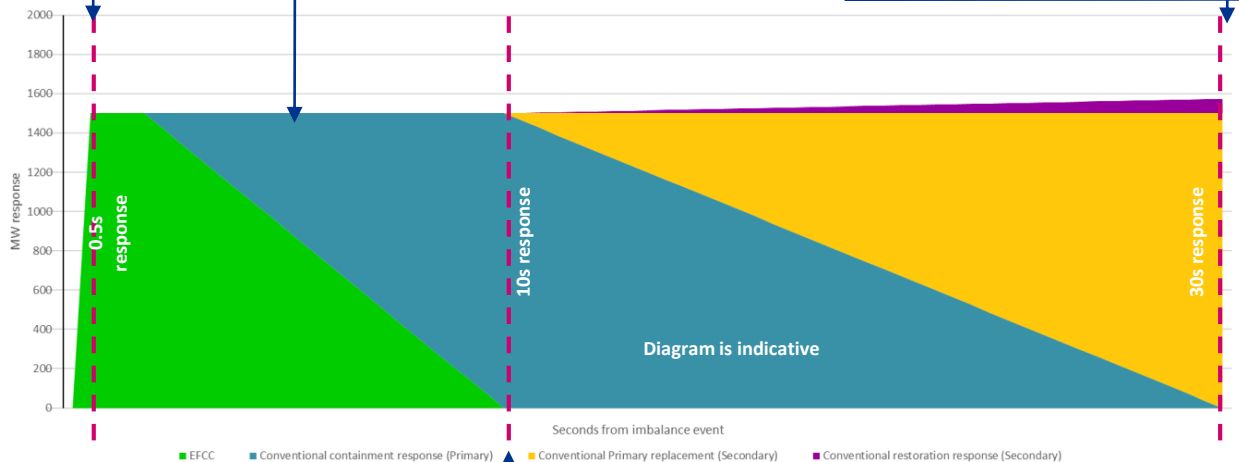 2000
1800
1600
1400
1200
1000
800
600
400
0
MW response
0.5s
response
10s response
30s response
Diagram is indicative
Seconds from imbalance event
EFCC
Conventional containment response (Primary)
Conventional Primary replacement (Secondary)
Conventional restoration response (Secondary)
200